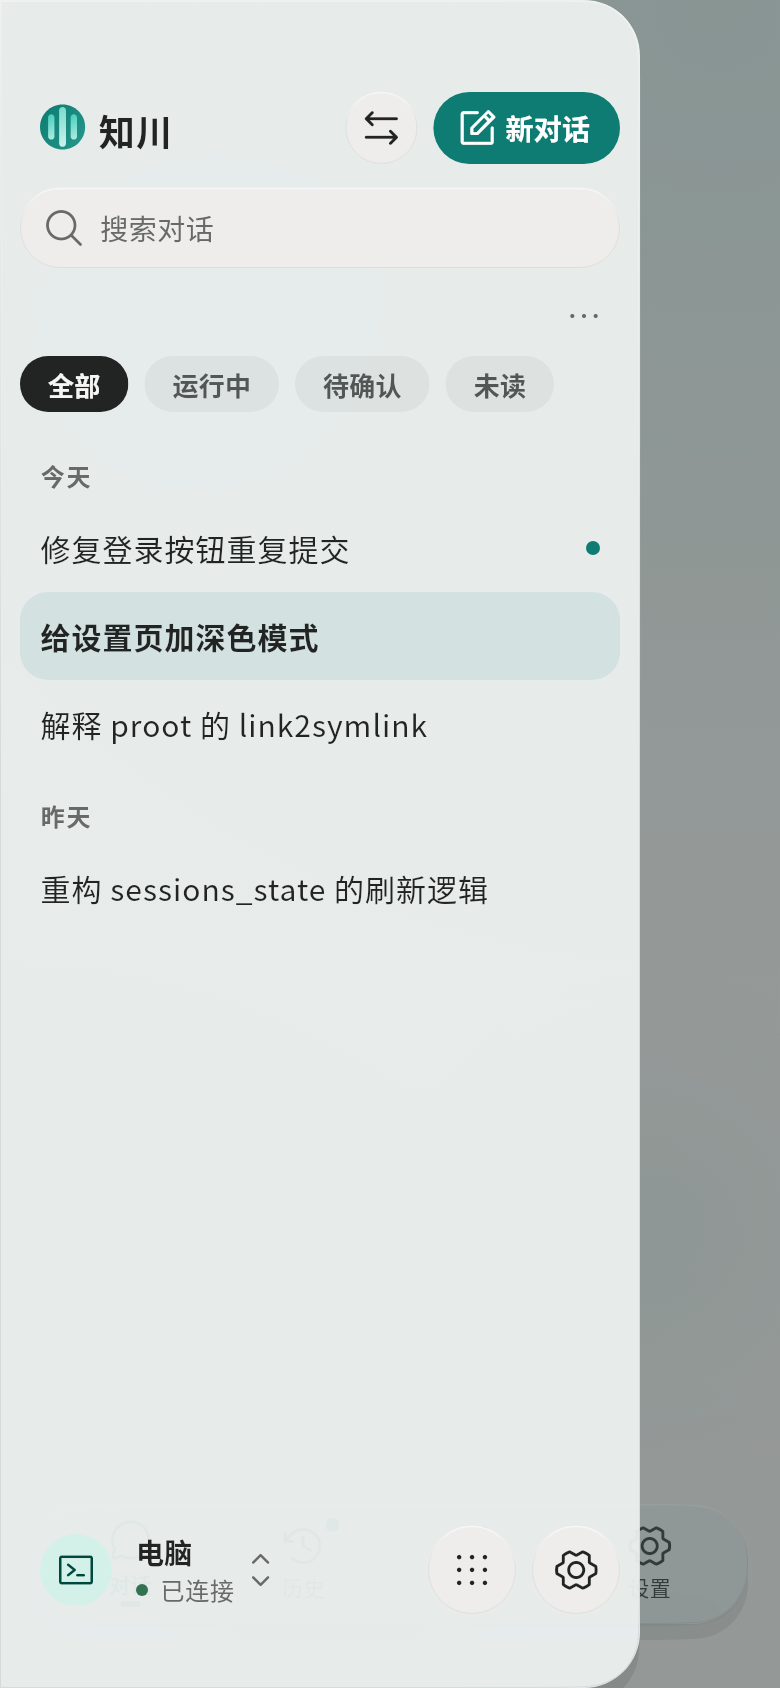 知川
新对话
搜索对话
...
全部 运行中 待确认 未读
今天
修复登录按钮重复提交
给设置页加深色模式
解释 proot 的 link2symlink
昨天
重构 sessions_state 的刷新逻辑
电脑
已连接
设置